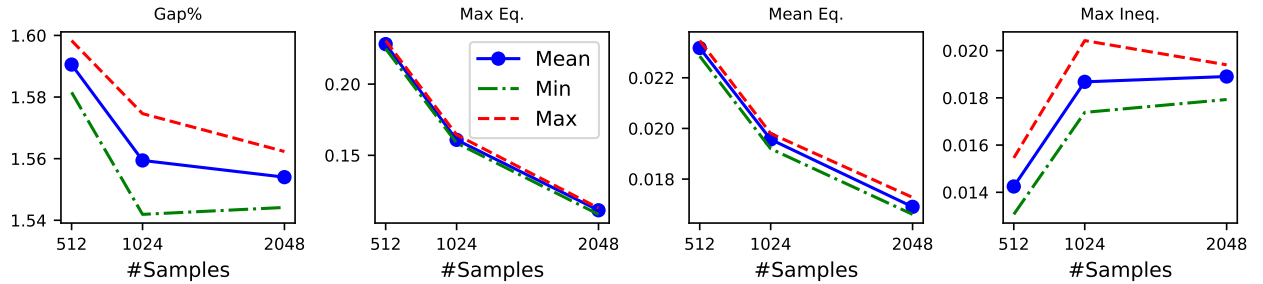 Gap%
1.60
1.58
1.56
1.54
512 1024 2048
#Samples
Max Eq.
0.20
0.15
Mean
Min
Max
512 1024 2048
#Samples
Mean Eq.
0.022
0.020
0.018
512 1024 2048
#Samples
Max Ineq.
0.020
0.018
0.016
0.014
512 1024 2048
#Samples